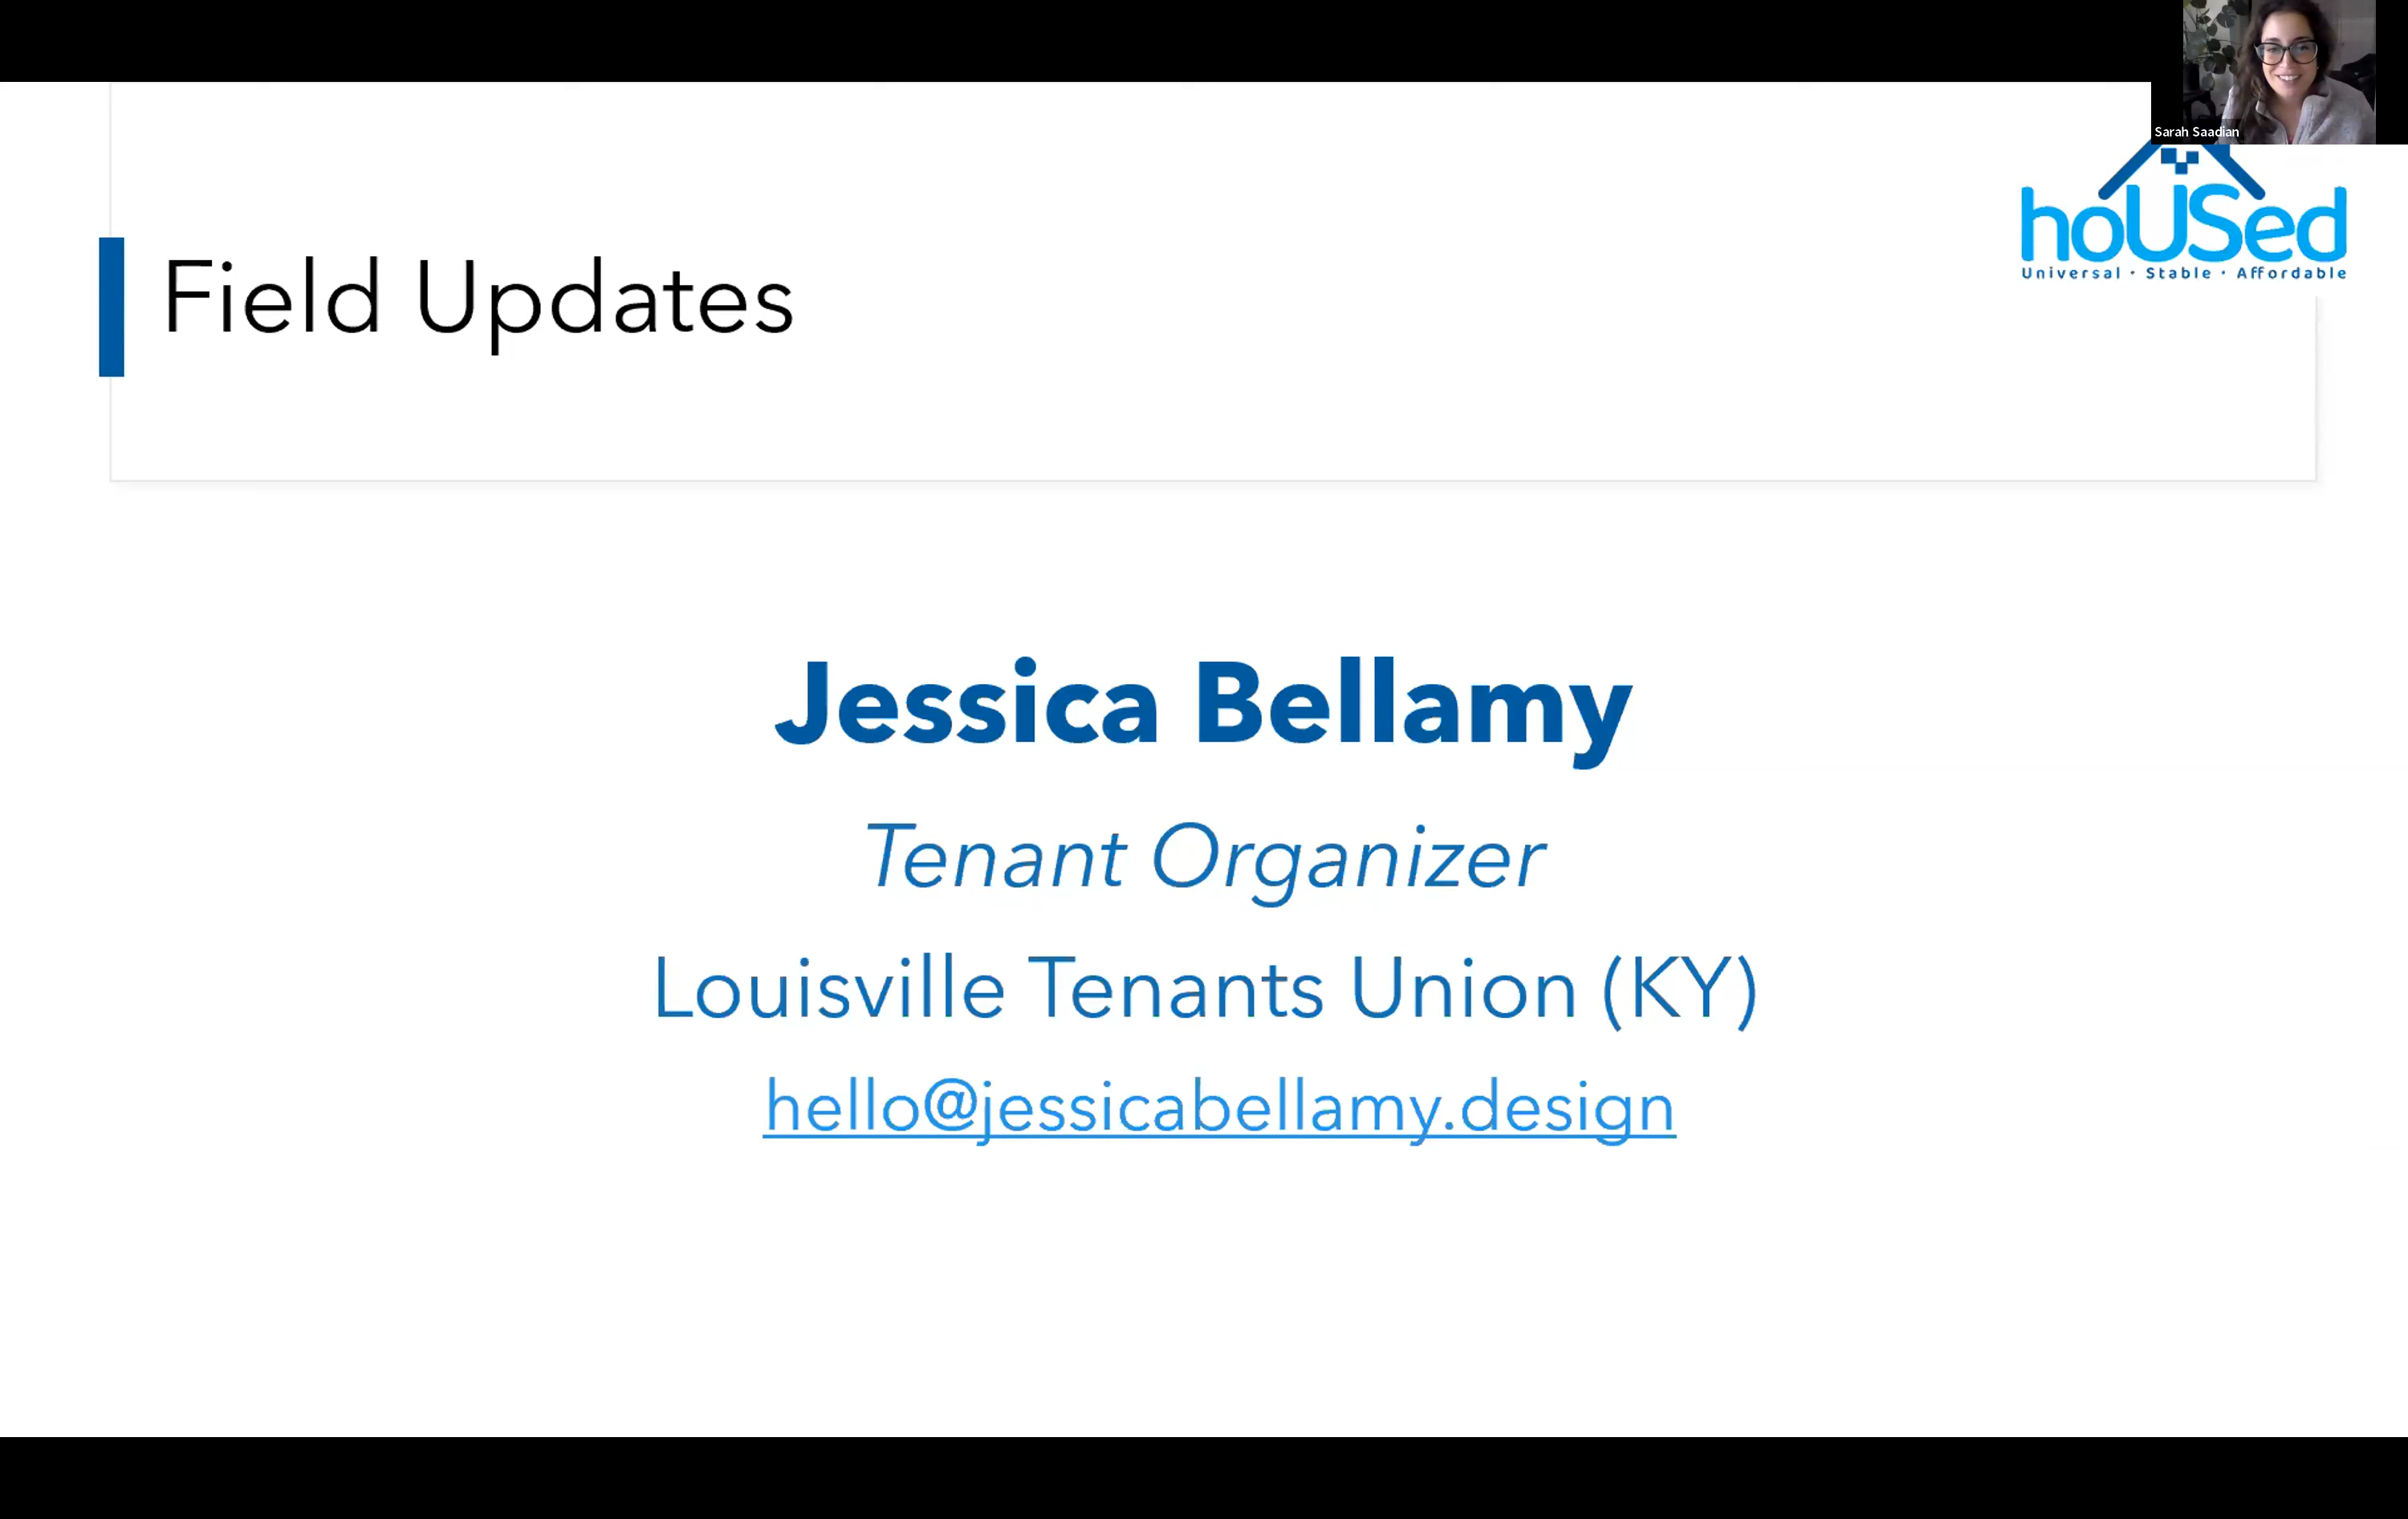 Sarah Saadian
hoUSed
Universal · Stable · Affordable
Field Updates
Jessica Bellamy
Tenant Organizer
Louisville Tenants Union (KY)
hello@jessicabellamy.design